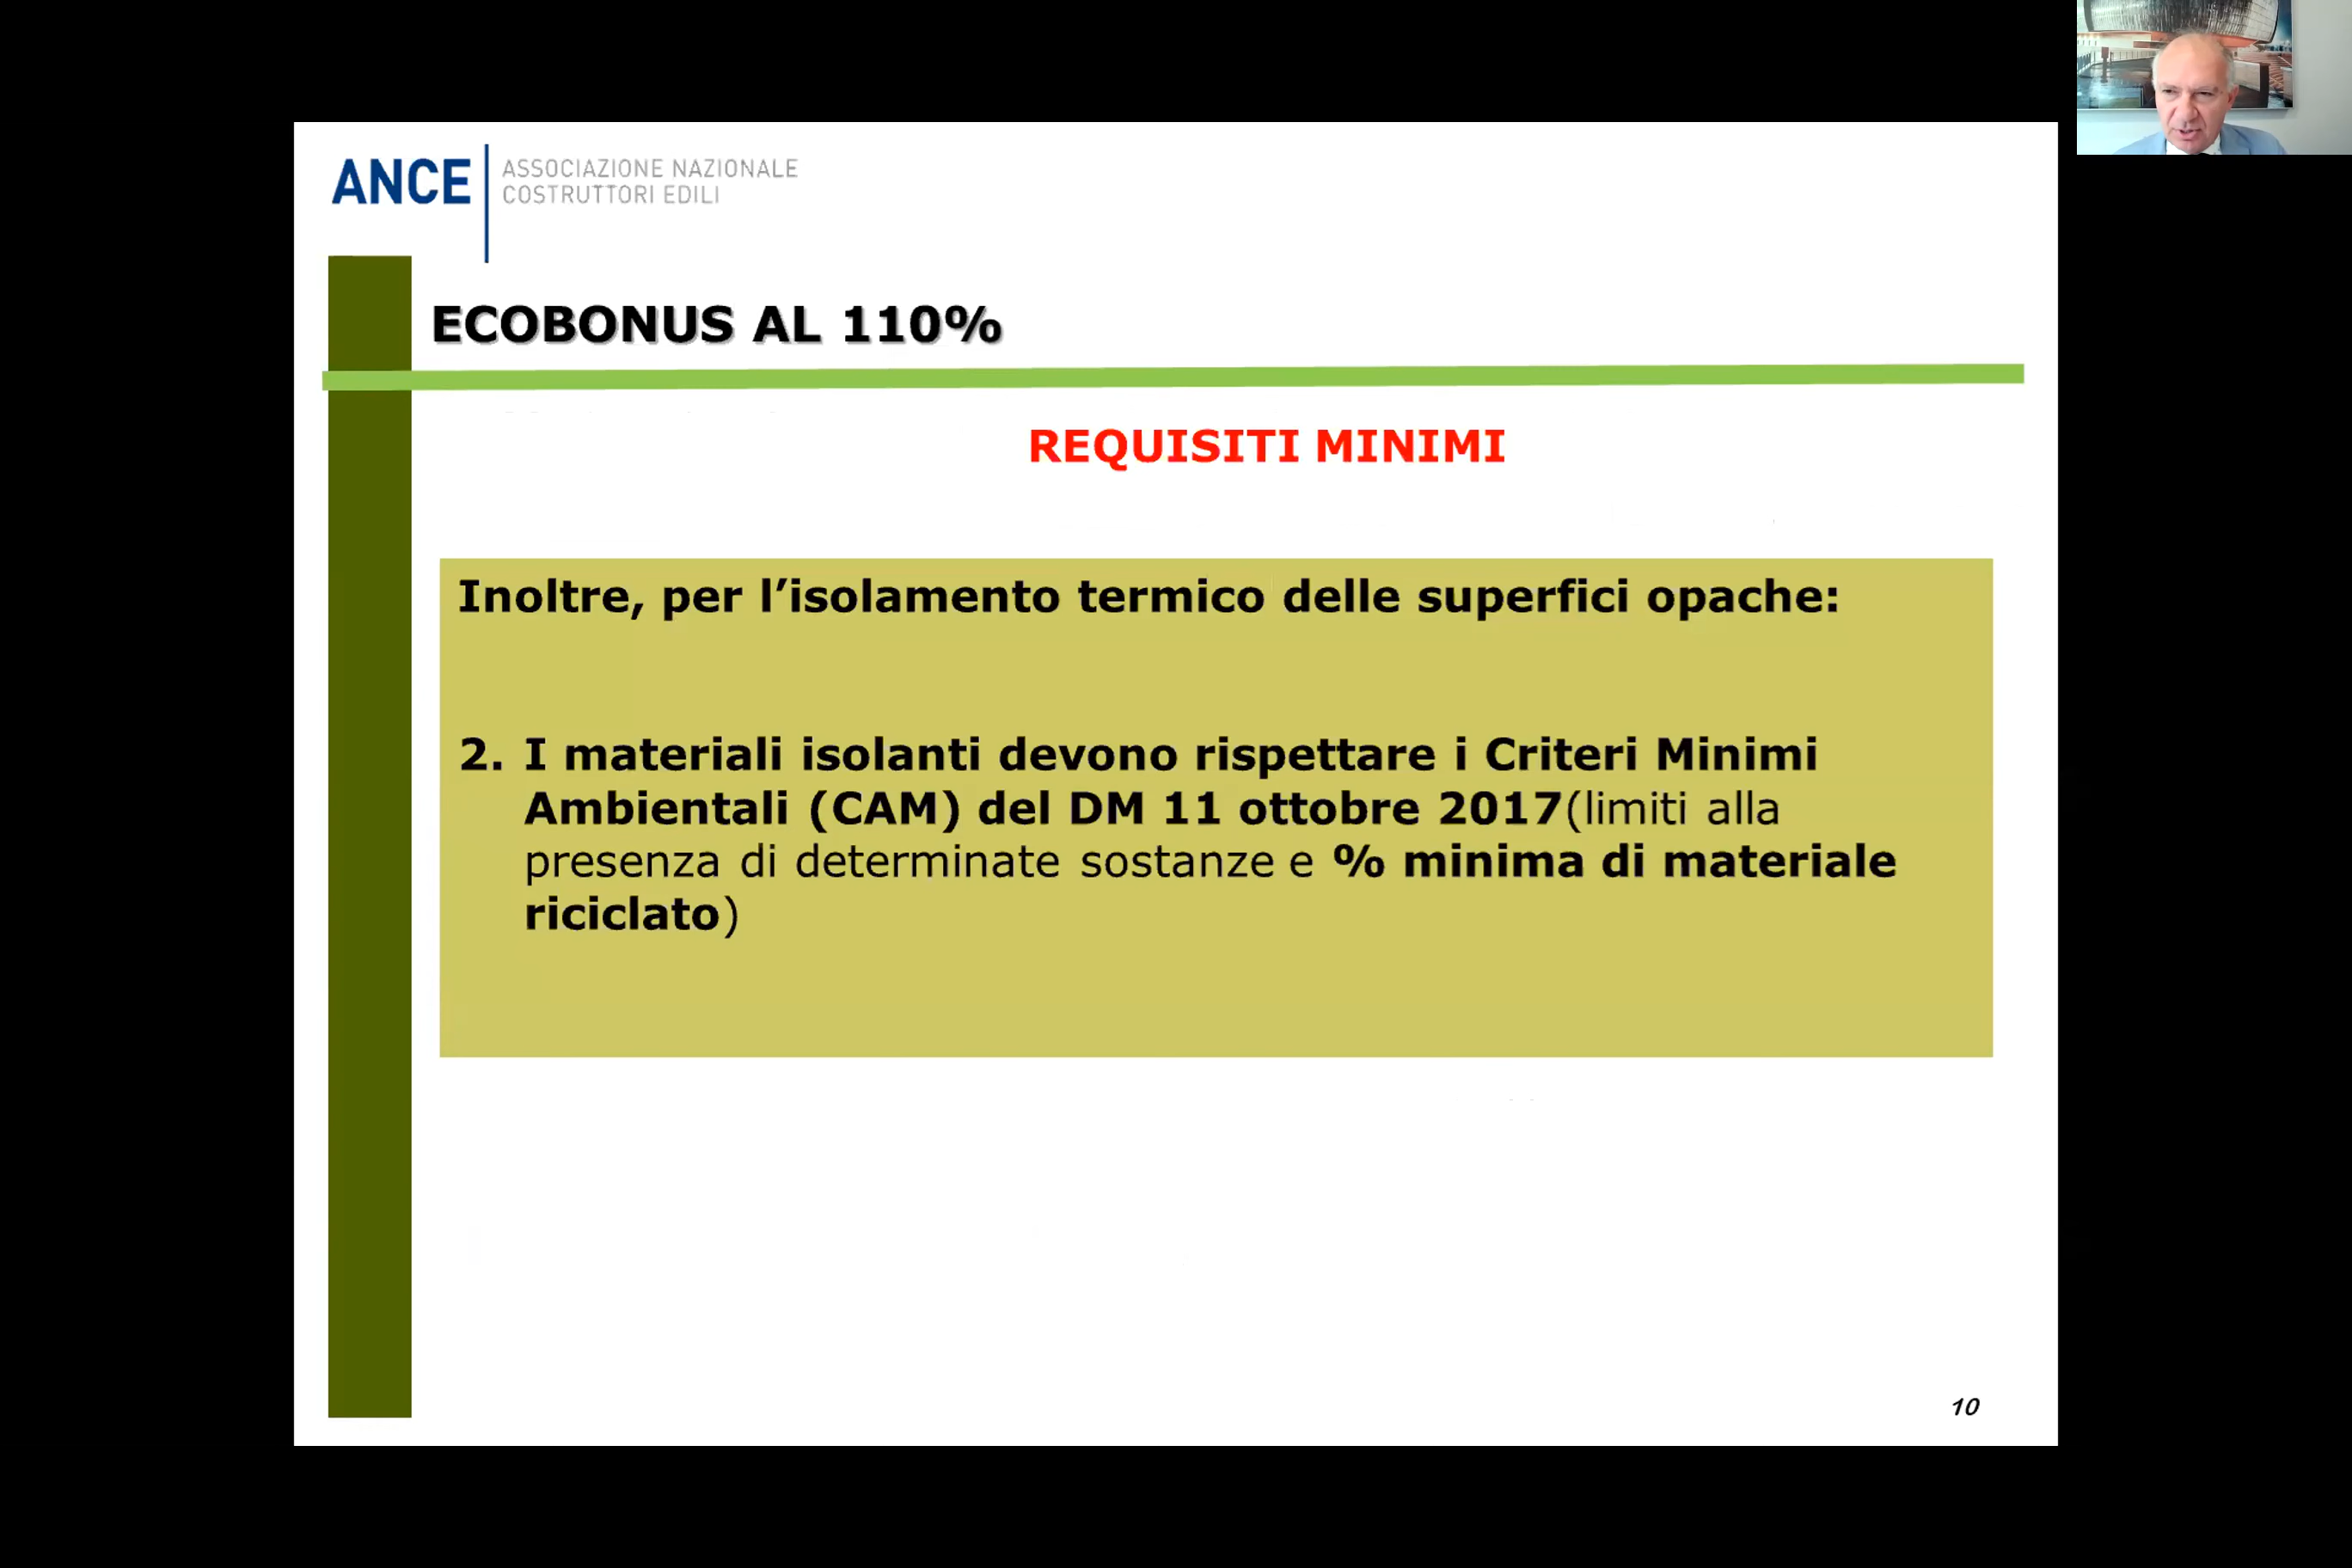 ANCE
ASSOCIAZIONE NAZIONALE
COSTRUTTORI EDILI
ECOBONUS AL 110%
REQUISITI MINIMI
Inoltre, per l’isolamento termico delle superfici opache:
2. I materiali isolanti devono rispettare i Criteri Minimi
Ambientali (CAM) del DM 11 ottobre 2017(limiti alla
presenza di determinate sostanze e % minima di materiale
riciclato)
10